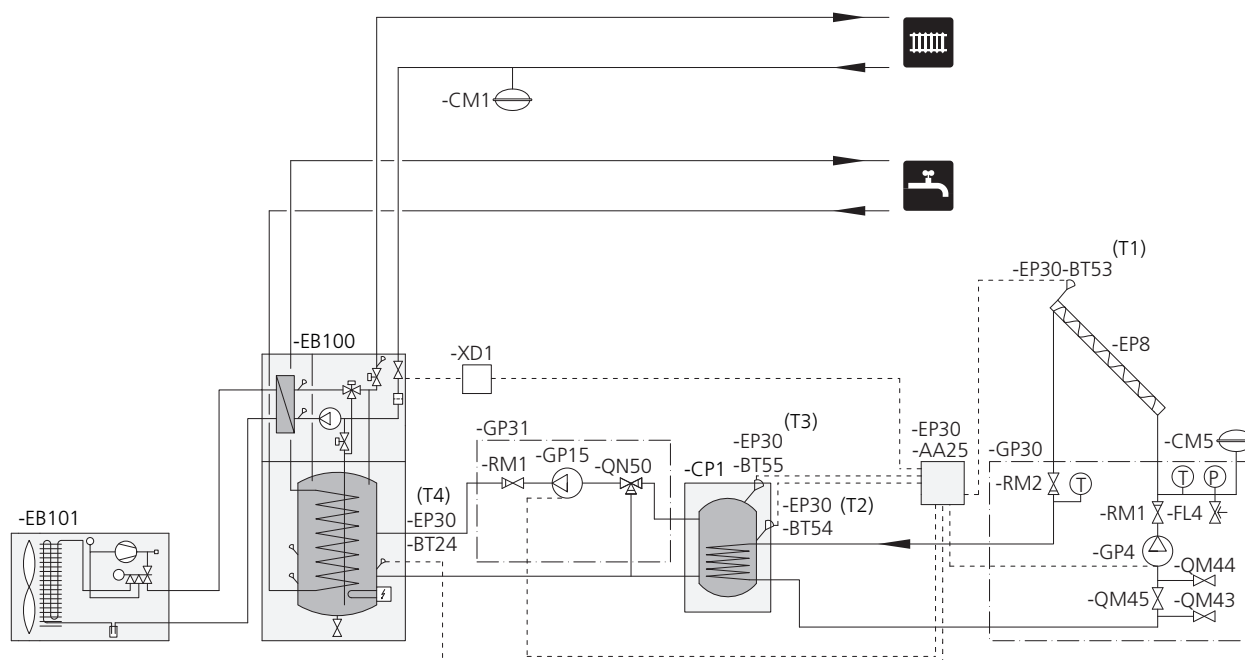 -CM1
(T1)
-EP30-BT53
-EB100
-XD1
-EP8
(T3)
-GP31
-EP30
-BT55
-EP30
-AA25
-CM5
-GP15
-RM1
-QN50
-CP1
-GP30
-RM2
T
T
P
(T4)
-EP30
-BT24
-EP30 (T2)
-BT54
-RM1
-FL4
-EB101
-GP4
-QM44
-QM45
-QM43